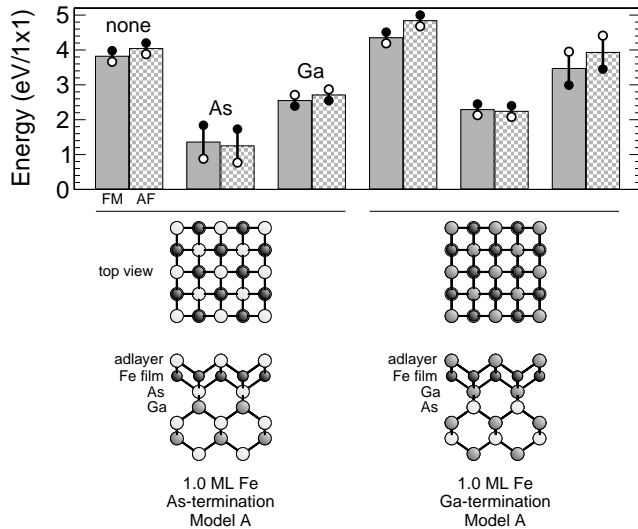 Energy (eV/1x1)
5
4
3
2
1
0
none
As
Ga
FM AF
top view
adlayer
Fe film
As
Ga
adlayer
Fe film
Ga
As
1.0 ML Fe
As-termination
Model A
1.0 ML Fe
Ga-termination
Model A